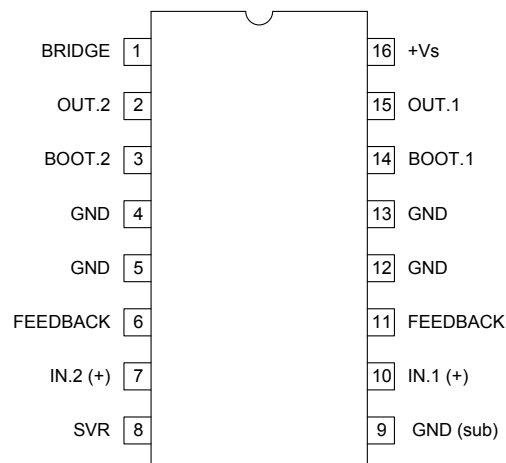 BRIDGE 1 16 +Vs
OUT.2 2 15 OUT.1
BOOT.2 3 14 BOOT.1
GND 4 13 GND
GND 5 12 GND
FEEDBACK 6 11 FEEDBACK
IN.2 (+) 7 10 IN.1 (+)
SVR 8 9 GND (sub)